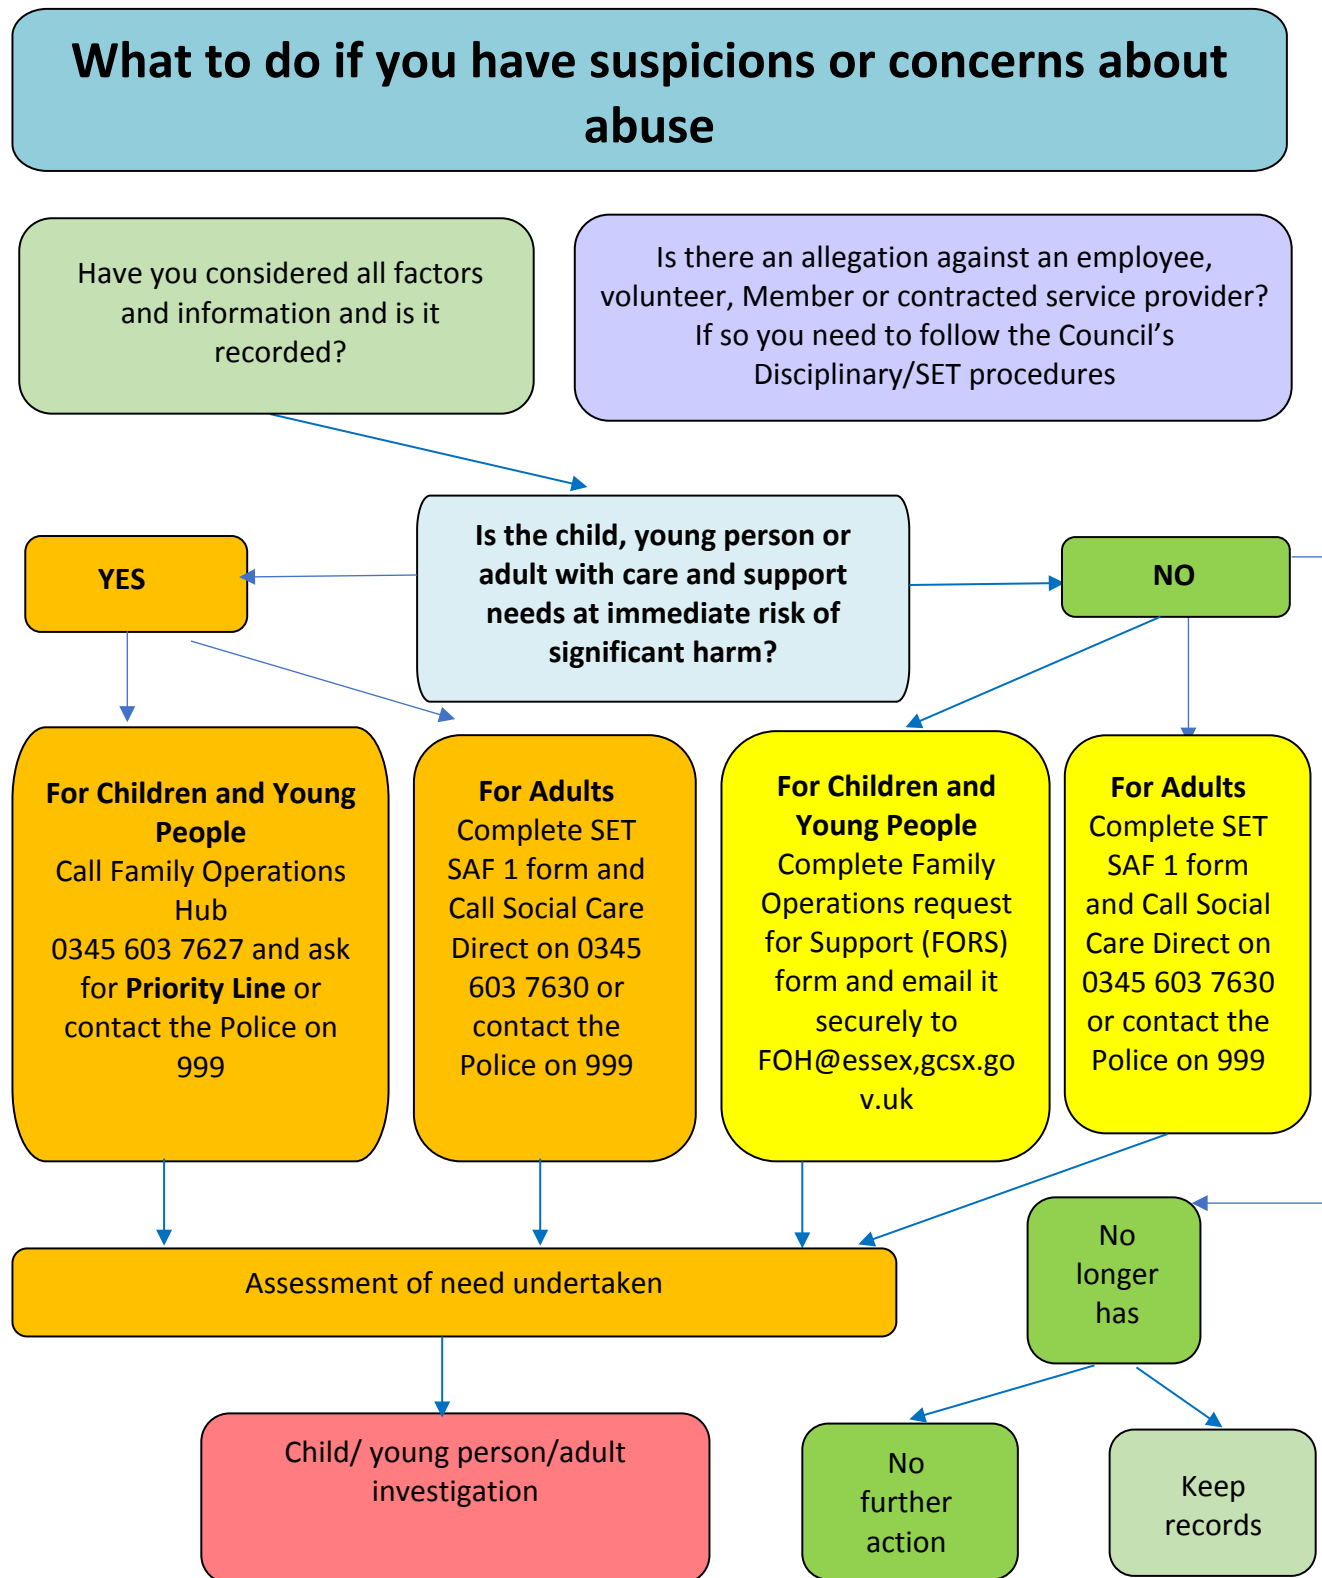 What to do if you have suspicions or concerns about
abuse
Have you considered all factors
and information and is it
recorded?
Is there an allegation against an employee,
volunteer, Member or contracted service provider?
If so you need to follow the Council’s
Disciplinary/SET procedures
Is the child, young person or
adult with care and support
needs at immediate risk of
significant harm?
YES
NO
For Children and Young
People
Call Family Operations
Hub
0345 603 7627 and ask
for Priority Line or
contact the Police on
999
For Adults
Complete SET
SAF 1 form and
Call Social Care
Direct on 0345
603 7630 or
contact the
Police on 999
For Children and
Young People
Complete Family
Operations request
for Support (FORS)
form and email it
securely to
FOH@essex,gcsx.go
v.uk
For Adults
Complete SET
SAF 1 form
and Call Social
Care Direct on
0345 603 7630
or contact the
Police on 999
Assessment of need undertaken
No
longer
has
Child/ young person/adult
investigation
No
further
action
Keep
records